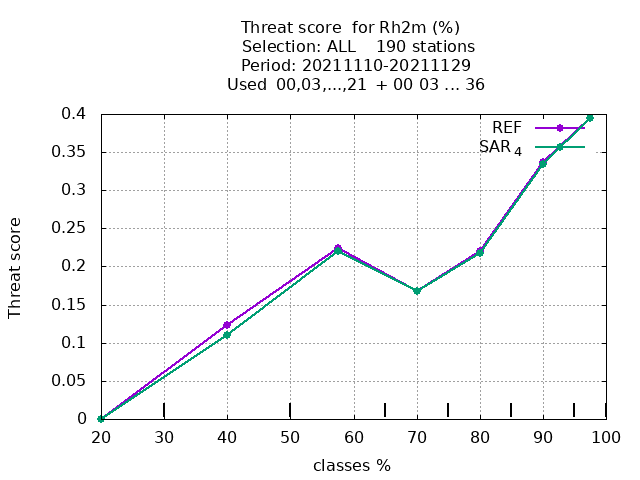 Threat score  for Rh2m (%)
Selection: ALL    190 stations
Period: 20211110-20211129
Used  00,03,...,21  + 00 03 ... 36
0.4
REF
0.35
SAR 4
0.3
0.25
0.2
0.15
0.1
0.05
0
Threat score
20 30 40 50 60 70 80 90 100
classes %